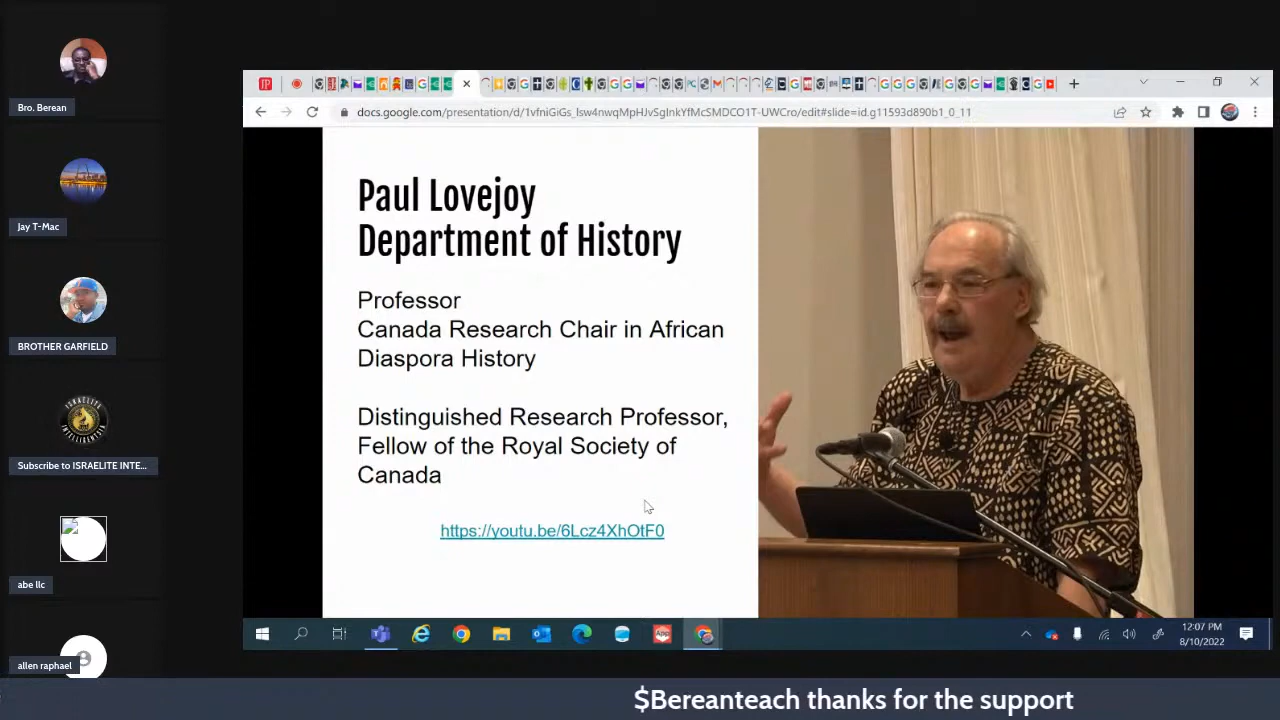 Bro. Berean
Jay T-Mac
BROTHER GARFIELD
ISRAELITE
Subscribe to ISRAELITE INTE...
abe llc
allen raphael
docs.google.com/presentation/d/1vfniGiGs_lsw4nwqMpHJvSgInkYfMcSMDCO1T-UWCro/edit#slide=id.g11593d890b1_0_11
Paul Lovejoy
Department of History
Professor
Canada Research Chair in African
Diaspora History
Distinguished Research Professor,
Fellow of the Royal Society of
Canada
https://youtu.be/6Lcz4XhOtF0
12:07 PM
8/10/2022
$Bereanteach thanks for the support